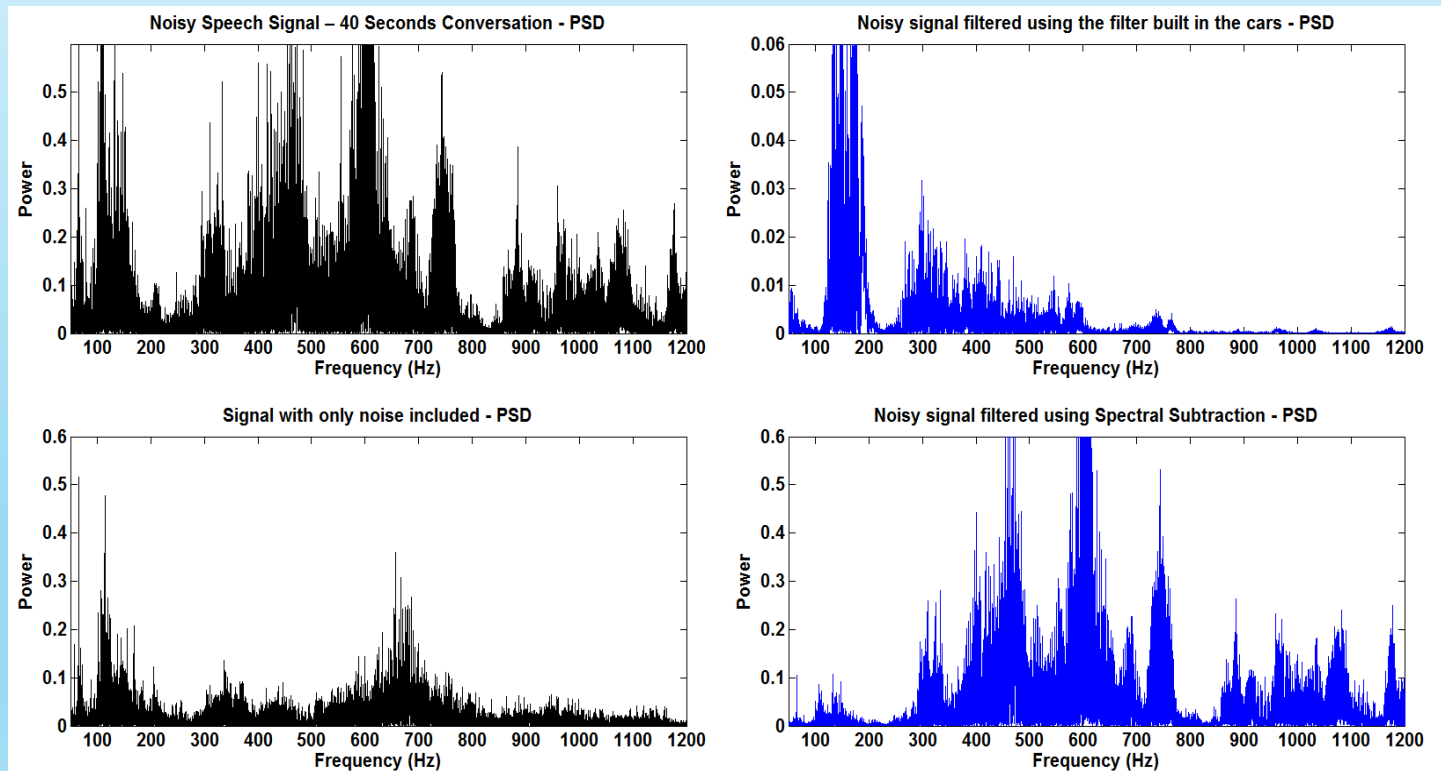 Noisy Speech Signal – 40 Seconds Conversation - PSD
0.5
0.4
0.3
0.2
0.1
0
Power
100 200 300 400 500 600 700 800 900 1000 1100 1200
Frequency (Hz)
Noisy signal filtered using the filter built in the cars - PSD
0.06
0.05
0.04
0.03
0.02
0.01
0
Power
100 200 300 400 500 600 700 800 900 1000 1100 1200
Frequency (Hz)
Signal with only noise included - PSD
0.6
0.5
0.4
0.3
0.2
0.1
0
Power
100 200 300 400 500 600 700 800 900 1000 1100 1200
Frequency (Hz)
Noisy signal filtered using Spectral Subtraction - PSD
0.6
0.5
0.4
0.3
0.2
0.1
0
Power
100 200 300 400 500 600 700 800 900 1000 1100 1200
Frequency (Hz)